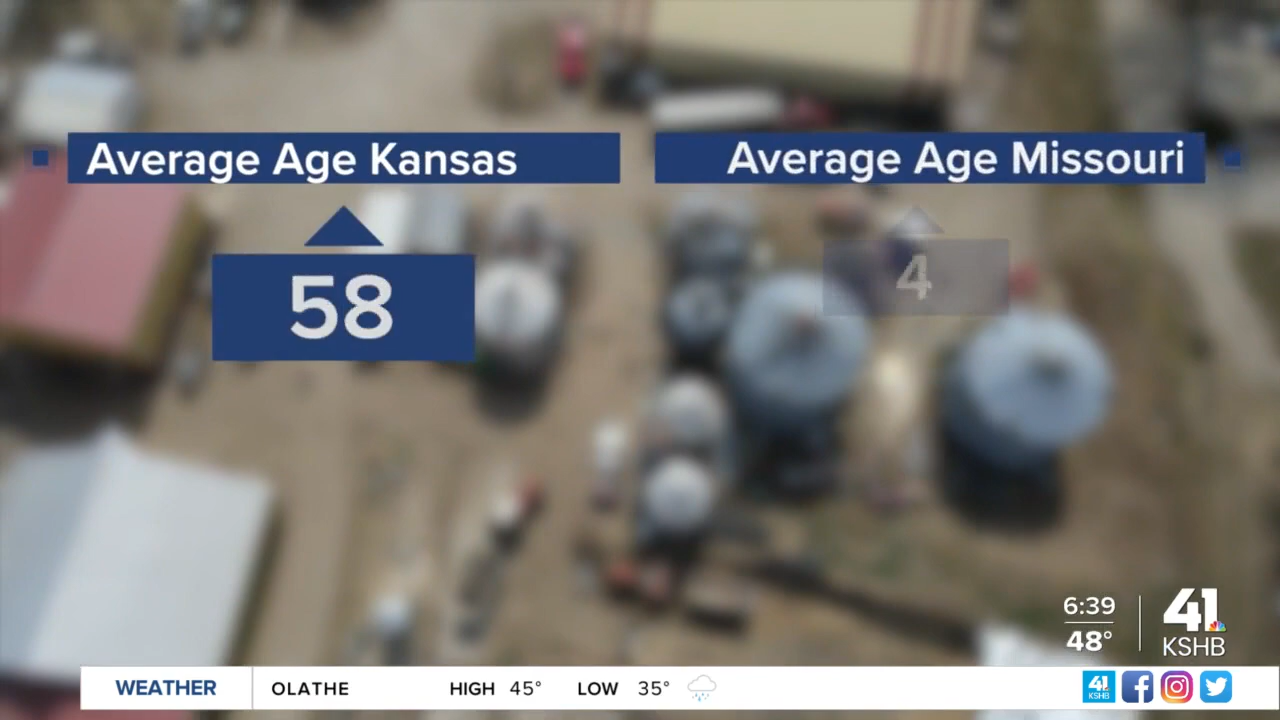 Average Age Kansas
Average Age Missouri
58
4
6:39
48°
41
KSHB
WEATHER
OLATHE
HIGH 45°
LOW 35°
41
KSHB